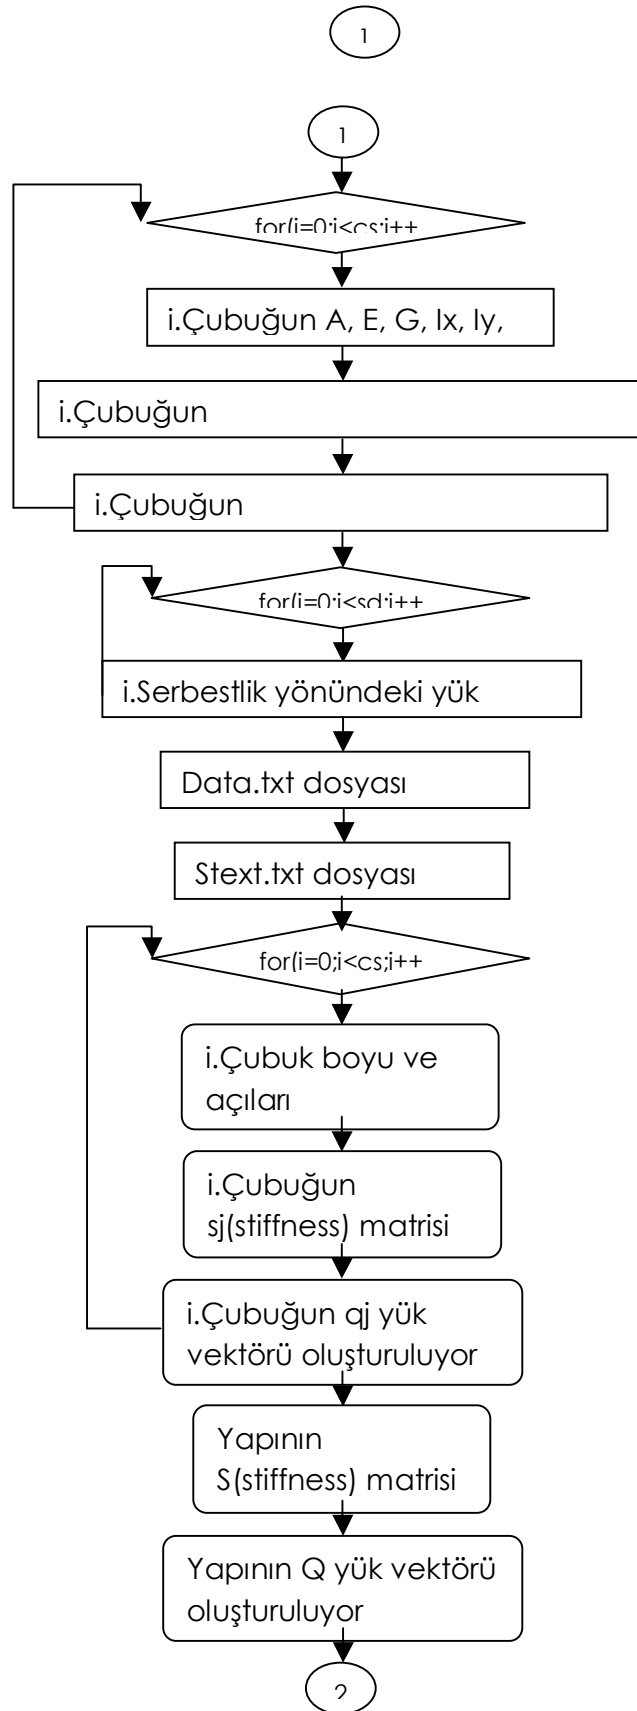 1
1
for(i=0;i<cs;i++
i.Çubuğun A, E, G, Ix, Iy,
i.Çubuğun
i.Çubuğun
for(i=0;i<sd;i++
i.Serbestlik yönündeki yük
Data.txt dosyası
Stext.txt dosyası
for(i=0;i<cs;i++
i.Çubuk boyu ve
açıları
i.Çubuğun
sj(stiffness) matrisi
i.Çubuğun qj yük
vektörü oluşturuluyor
Yapının
S(stiffness) matrisi
Yapının Q yük vektörü
oluşturuluyor
2